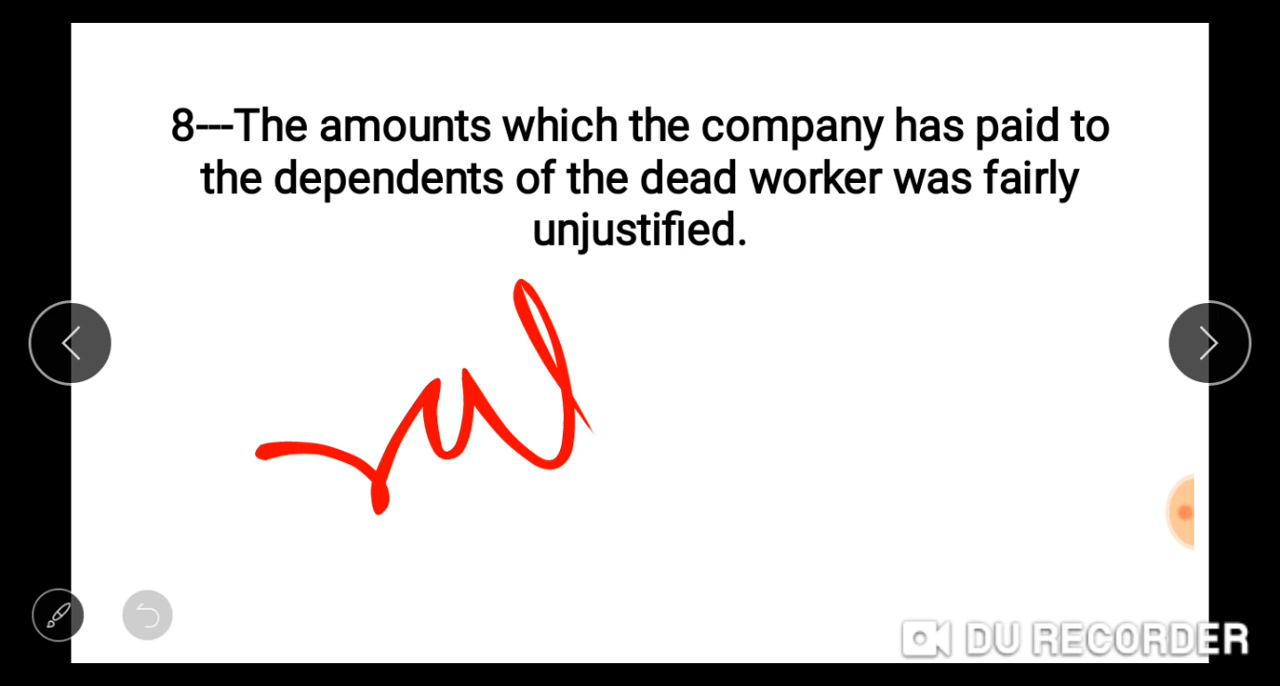 8---The amounts which the company has paid to
the dependents of the dead worker was fairly
unjustified.
DU RECORDER